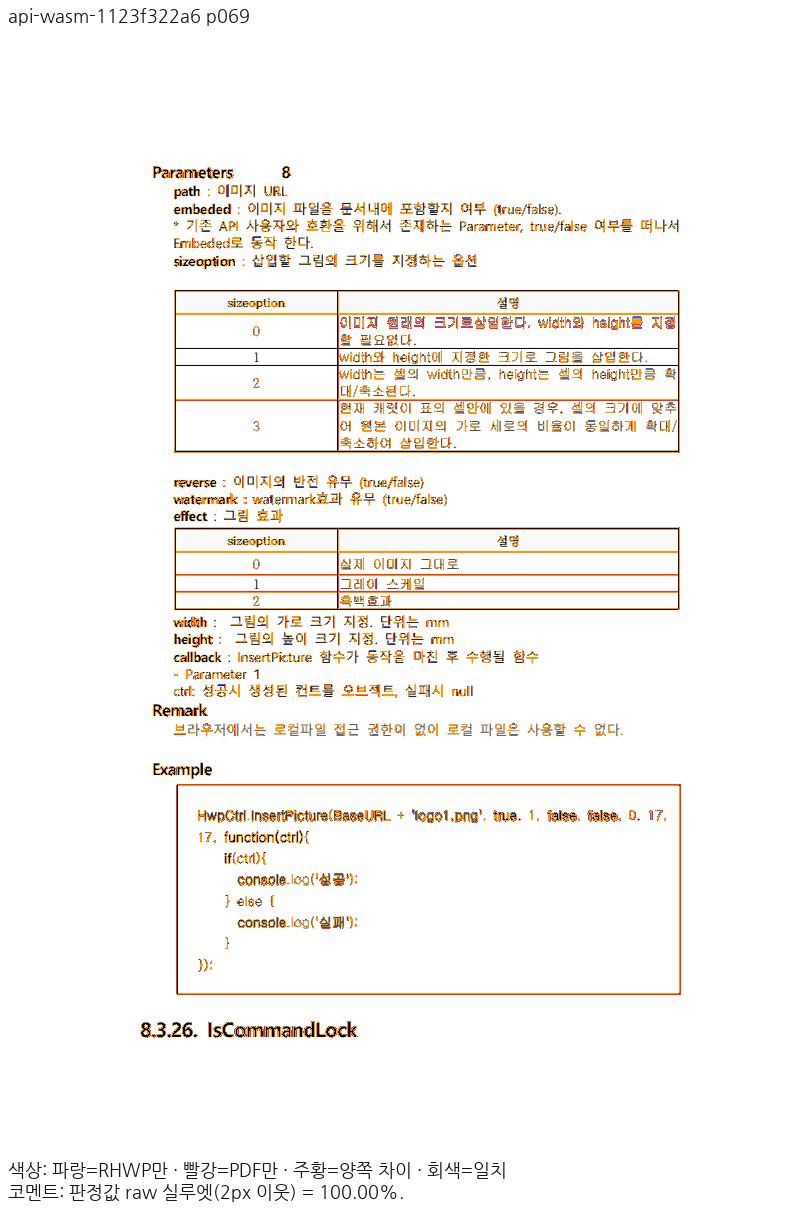 api-wasm-1123f322a6 p069
Parameters 8
path : 이미지 URL
embeded : 이미지 파일을 문서내에 포함할지 여부 (true/false).
* 기존 API 사용자와 호환을 위해서 존재하는 Parameter, true/false 여부를 떠나서
Embeded로 동작 한다.
sizeoption : 삽입할 그림의 크기를 지정하는 옵션
sizeoption 설명
0 이미지 원래의 크기로삽입한다. width와 height를 지정
할 필요없다.
1 width와 height에 지정한 크기로 그림을 삽입한다.
2 width는 셀의 width만큼, height는 셀의 height만큼 확
대/축소된다.
3 현재 캐럿이 표의 셀안에 있을 경우, 셀의 크기에 맞추
어 원본 이미지의 가로 세로의 비율이 동일하게 확대/
축소하여 삽입한다.
reverse : 이미지의 반전 유무 (true/false)
watermark : watermark효과 유무 (true/false)
effect : 그림 효과
sizeoption 설명
0 실제 이미지 그대로
1 그레이 스케일
2 흑백효과
width : 그림의 가로 크기 지정. 단위는 mm
height : 그림의 높이 크기 지정. 단위는 mm
callback : InsertPicture 함수가 동작을 마친 후 수행될 함수
- Parameter 1
ctrl: 성공시 생성된 컨트롤 오브젝트, 실패시 null
Remark
브라우저에서는 로컬파일 접근 권한이 없어 로컬 파일은 사용할 수 없다.
Example
HwpCtrl.InsertPicture(BaseURL + 'logo1.png', true, 1, false, false, 0, 17,
17, function(ctrl){
if(ctrl){
console.log('성공');
} else {
console.log('실패');
}
});
8.3.26. IsCommandLock
색상: 파랑=RHWP만 · 빨강=PDF만 · 주황=양쪽 차이 · 회색=일치
코멘트: 판정값 raw 실루엣(2px 이웃) = 100.00%.